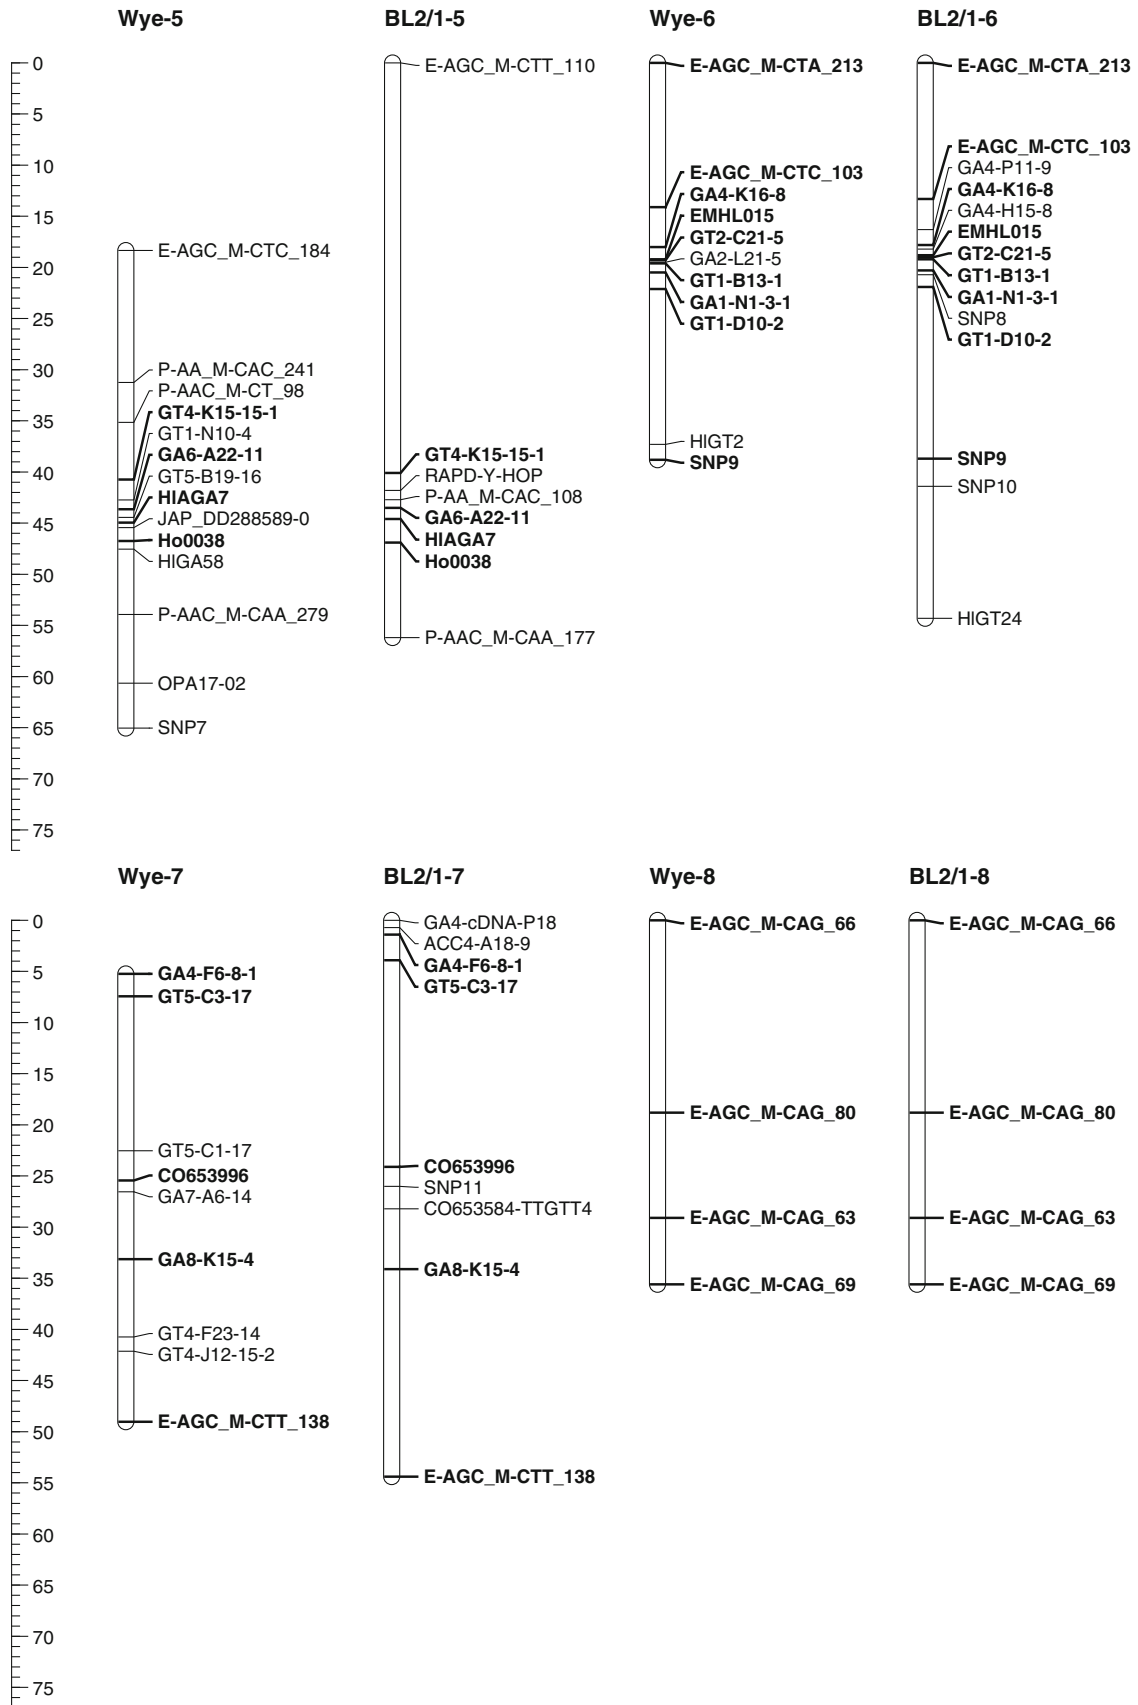 Wye-5
BL2/1-5
Wye-6
BL2/1-6
0
5
10
15
20
25
30
35
40
45
50
55
60
65
70
75
E-AGC_M-CTC_184
P-AA_M-CAC_241
P-AAC_M-CT_98
GT4-K15-15-1
GT1-N10-4
GA6-A22-11
GT5-B19-16
HlAGA7
JAP_DD288589-0
Ho0038
HlGA58
P-AAC_M-CAA_279
OPA17-02
SNP7
E-AGC_M-CTT_110
GT4-K15-15-1
RAPD-Y-HOP
P-AA_M-CAC_108
GA6-A22-11
HlAGA7
Ho0038
P-AAC_M-CAA_177
E-AGC_M-CTA_213
E-AGC_M-CTC_103
GA4-K16-8
EMHL015
GT2-C21-5
GA2-L21-5
GT1-B13-1
GA1-N1-3-1
GT1-D10-2
HlGT2
SNP9
E-AGC_M-CTA_213
E-AGC_M-CTC_103
GA4-P11-9
GA4-K16-8
GA4-H15-8
EMHL015
GT2-C21-5
GT1-B13-1
GA1-N1-3-1
SNP8
GT1-D10-2
SNP9
SNP10
HlGT24
Wye-7
BL2/1-7
Wye-8
BL2/1-8
0
5
10
15
20
25
30
35
40
45
50
55
60
65
70
75
GA4-F6-8-1
GT5-C3-17
GT5-C1-17
CO653996
GA7-A6-14
GA8-K15-4
GT4-F23-14
GT4-J12-15-2
E-AGC_M-CTT_138
GA4-cDNA-P18
ACC4-A18-9
GA4-F6-8-1
GT5-C3-17
CO653996
SNP11
CO653584-TTGTT4
GA8-K15-4
E-AGC_M-CTT_138
E-AGC_M-CAG_66
E-AGC_M-CAG_80
E-AGC_M-CAG_63
E-AGC_M-CAG_69
E-AGC_M-CAG_66
E-AGC_M-CAG_80
E-AGC_M-CAG_63
E-AGC_M-CAG_69